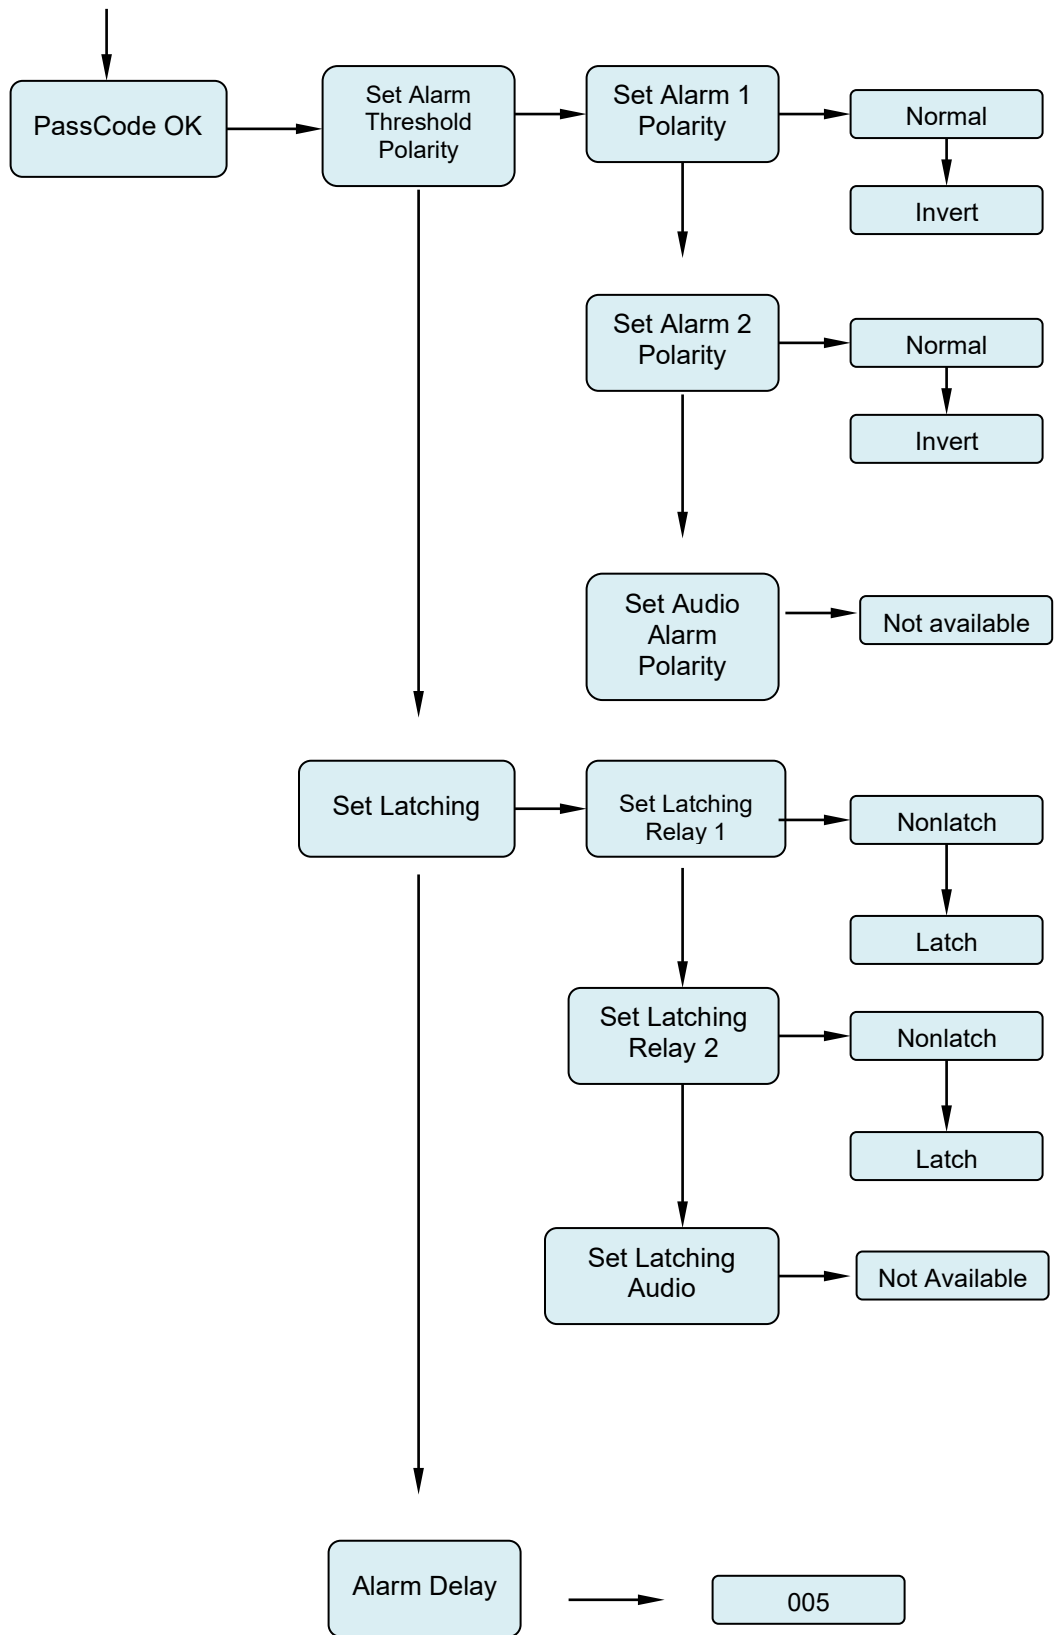 PassCode OK
Set Alarm
Threshold
Polarity
Set Alarm 1
Polarity
Normal
Invert
Set Alarm 2
Polarity
Normal
Invert
Set Audio
Alarm
Polarity
Not available
Set Latching
Set Latching
Relay 1
Nonlatch
Latch
Set Latching
Relay 2
Nonlatch
Latch
Set Latching
Audio
Not Available
Alarm Delay
005